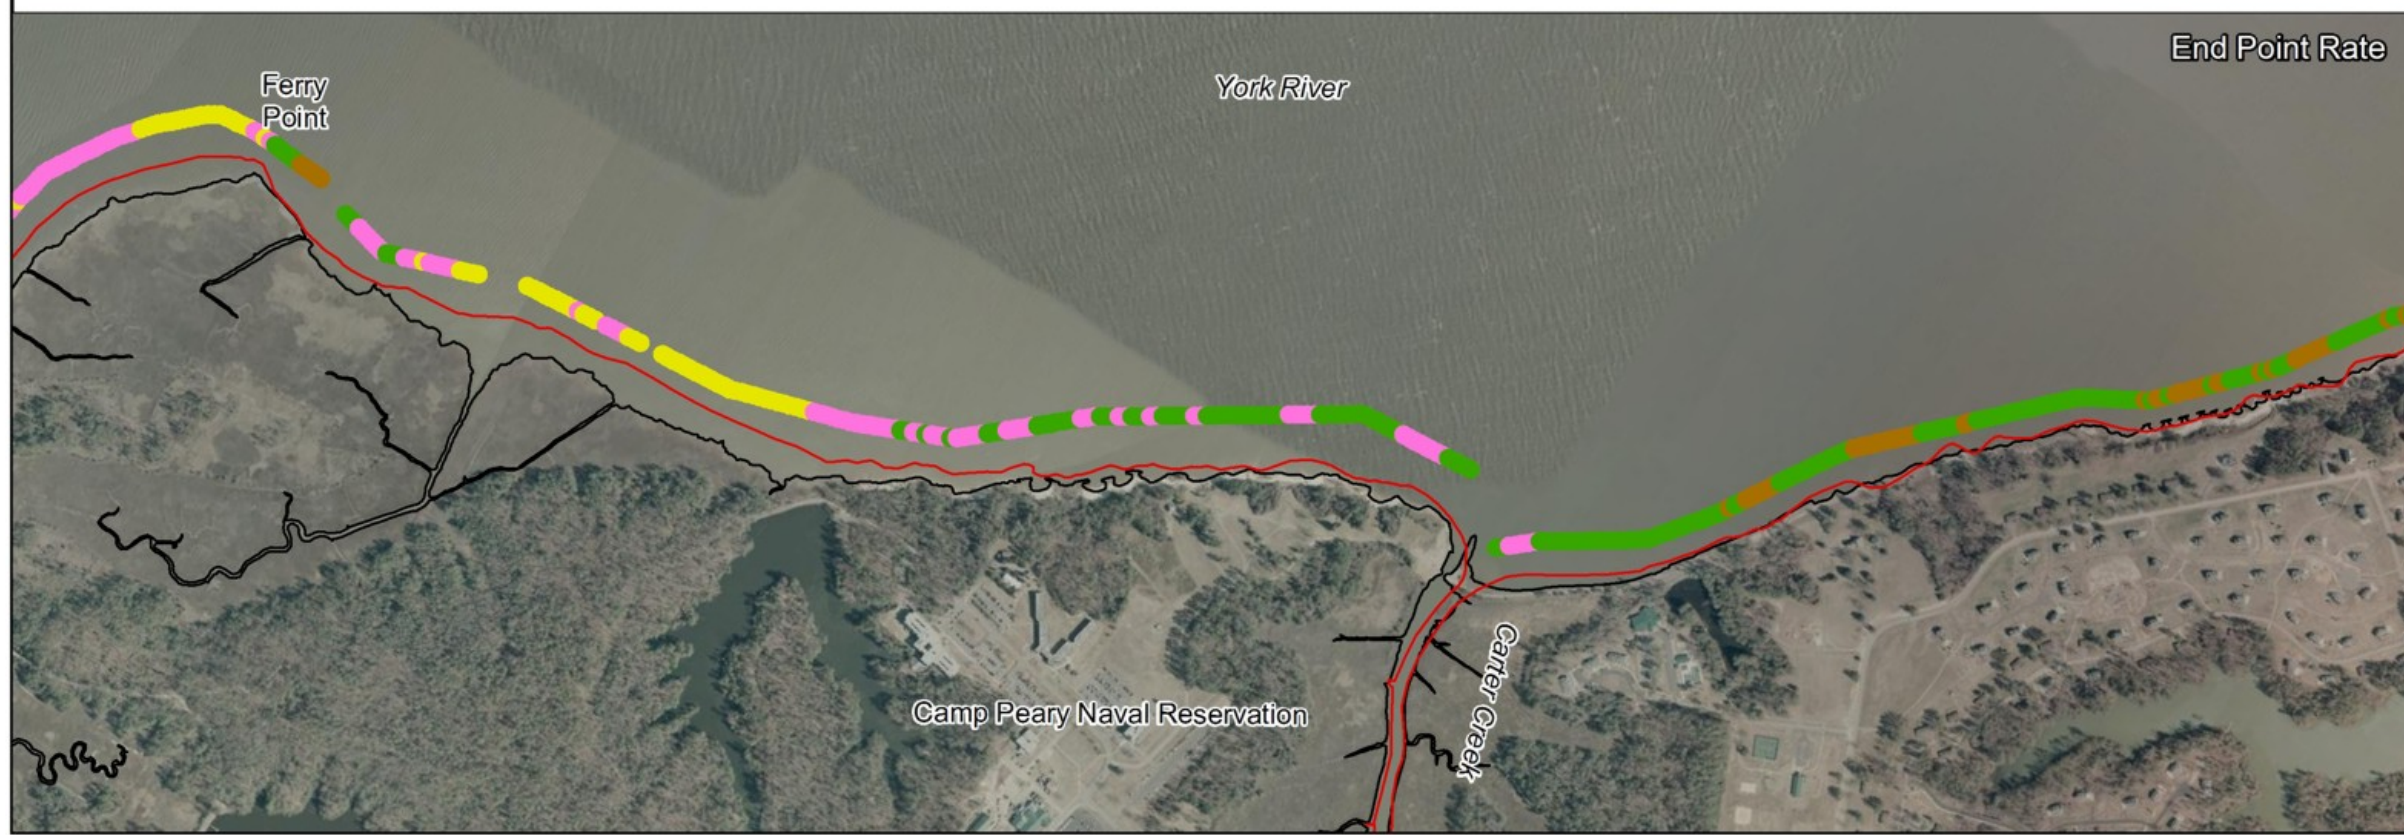 End Point Rate
Ferry
Point
York River
Carter Creek
Camp Peary Naval Reservation